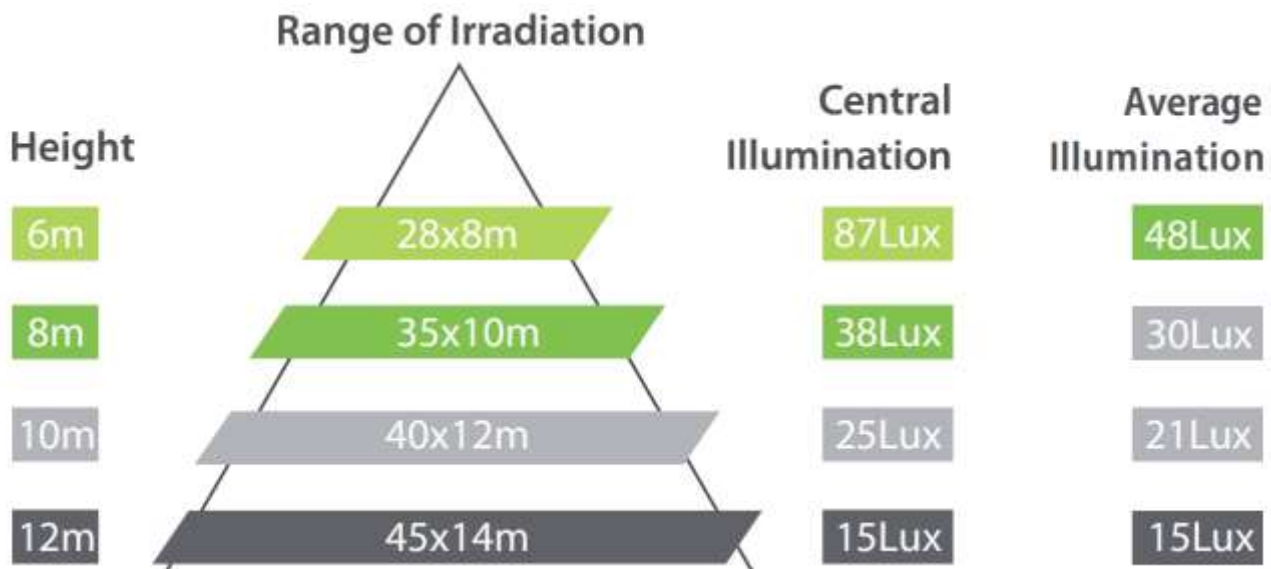 Range of Irradiation
Height
Central
Illumination
Average
Illumination
6m 28x8m 87Lux 48Lux
8m 35x10m 38Lux 30Lux
10m 40x12m 25Lux 21Lux
12m 45x14m 15Lux 15Lux